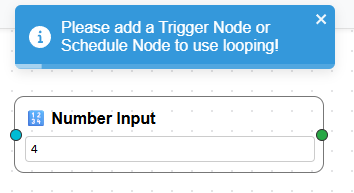 Please add a Trigger Node or
Schedule Node to use looping!
Number Input
4